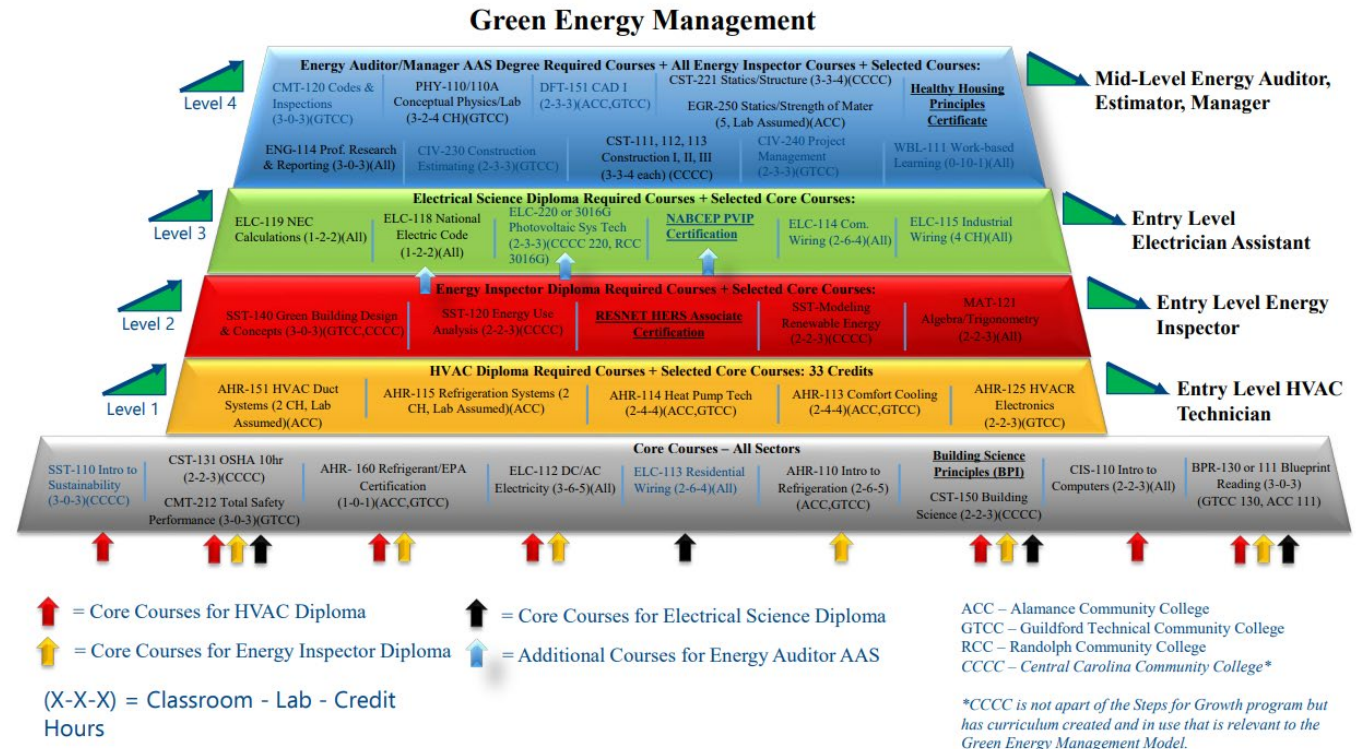 Green Energy Management
Energy Auditor/Manager AAS Degree Required Courses + All Energy Inspector Courses + Selected Courses:
Level 4
CMT-120 Codes &
Inspections
(3-0-3)(GTCC)
PHY-110/110A
Conceptual Physics/Lab
(3-2-4 CH)(GTCC)
DFT-151 CAD I
(2-3-3)(ACC,GTCC)
CST-221 Statics/Structure (3-3-4)(CCCC)
EGR-250 Statics/Strength of Mater
(5, Lab Assumed)(ACC)
Healthy Housing
Principles
Certificate
ENG-114 Prof. Research
& Reporting (3-0-3)(All)
CIV-230 Construction
Estimating (2-3-3)(GTCC)
CST-111, 112, 113
Construction I, II, III
(3-3-4 each) (CCCC)
CIV-240 Project
Management
(2-3-3)(GTCC)
WBL-111 Work-based
Learning (0-10-1)(All)
Mid-Level Energy Auditor,
Estimator, Manager
Electrical Science Diploma Required Courses + Selected Core Courses:
Level 3
ELC-119 NEC
Calculations (1-2-2)(All)
ELC-118 National
Electric Code
(1-2-2)(All)
ELC-220 or 3016G
Photovoltaic Sys Tech
(2-3-3)(CCCC 220, RCC
3016G)
NABCEP PVIP
Certification
ELC-114 Com.
Wiring (2-6-4)(All)
ELC-115 Industrial
Wiring (4 CH)(All)
Entry Level
Electrician Assistant
Energy Inspector Diploma Required Courses + Selected Core Courses:
Level 2
SST-140 Green Building Design
& Concepts (3-0-3)(GTCC,CCCC)
SST-120 Energy Use
Analysis (2-2-3)(CCCC)
RESNET HERS Associate
Certification
SST-Modeling
Renewable Energy
(2-2-3)(CCCC)
MAT-121
Algebra/Trigonometry
(2-2-3)(All)
Entry Level Energy
Inspector
HVAC Diploma Required Courses + Selected Core Courses: 33 Credits
Level 1
AHR-151 HVAC Duct
Systems (2 CH, Lab
Assumed)(ACC)
AHR-115 Refrigeration Systems (2
CH, Lab Assumed)(ACC)
AHR-114 Heat Pump Tech
(2-4-4)(ACC,GTCC)
AHR-113 Comfort Cooling
(2-4-4)(ACC,GTCC)
AHR-125 HVACR
Electronics
(2-2-3)(GTCC)
Entry Level HVAC
Technician
Core Courses – All Sectors
SST-110 Intro to
Sustainability
(3-0-3)(CCCC)
CST-131 OSHA 10hr
(2-2-3)(CCCC)
CMT-212 Total Safety
Performance (3-0-3)(GTCC)
AHR- 160 Refrigerant/EPA
Certification
(1-0-1)(ACC,GTCC)
ELC-112 DC/AC
Electricity (3-6-5)(All)
ELC-113 Residential
Wiring (2-6-4)(All)
AHR-110 Intro to
Refrigeration (2-6-5)
(ACC,GTCC)
Building Science
Principles (BPI)
CST-150 Building
Science (2-2-3)(CCCC)
CIS-110 Intro to
Computers (2-2-3)(All)
BPR-130 or 111 Blueprint
Reading (3-0-3)
(GTCC 130, ACC 111)
= Core Courses for HVAC Diploma
= Core Courses for Energy Inspector Diploma
= Core Courses for Electrical Science Diploma
= Additional Courses for Energy Auditor AAS
(X-X-X) = Classroom - Lab - Credit
Hours
ACC – Alamance Community College
GTCC – Guildford Technical Community College
RCC – Randolph Community College
CCCC – Central Carolina Community College*
*CCCC is not apart of the Steps for Growth program but
has curriculum created and in use that is relevant to the
Green Energy Management Model.